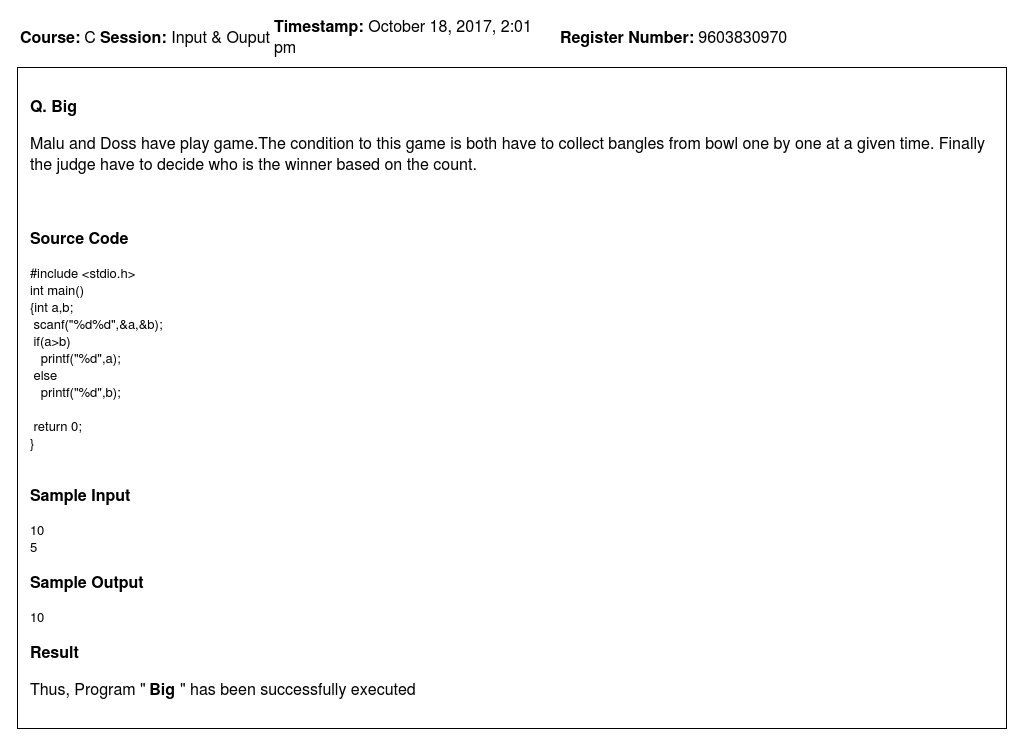 Course: C Session: Input & Ouput Timestamp: October 18, 2017, 2:01 pm Register Number: 9603830970
Q. Big
Malu and Doss have play game.The condition to this game is both have to collect bangles from bowl one by one at a given time. Finally
the judge have to decide who is the winner based on the count.
Source Code
#include <stdio.h>
int main()
{int a,b;
 scanf("%d%d",&a,&b);
 if(a>b)
   printf("%d",a);
 else
   printf("%d",b);
 return 0;
}
Sample Input
10
5
Sample Output
10
Result
Thus, Program " Big " has been successfully executed